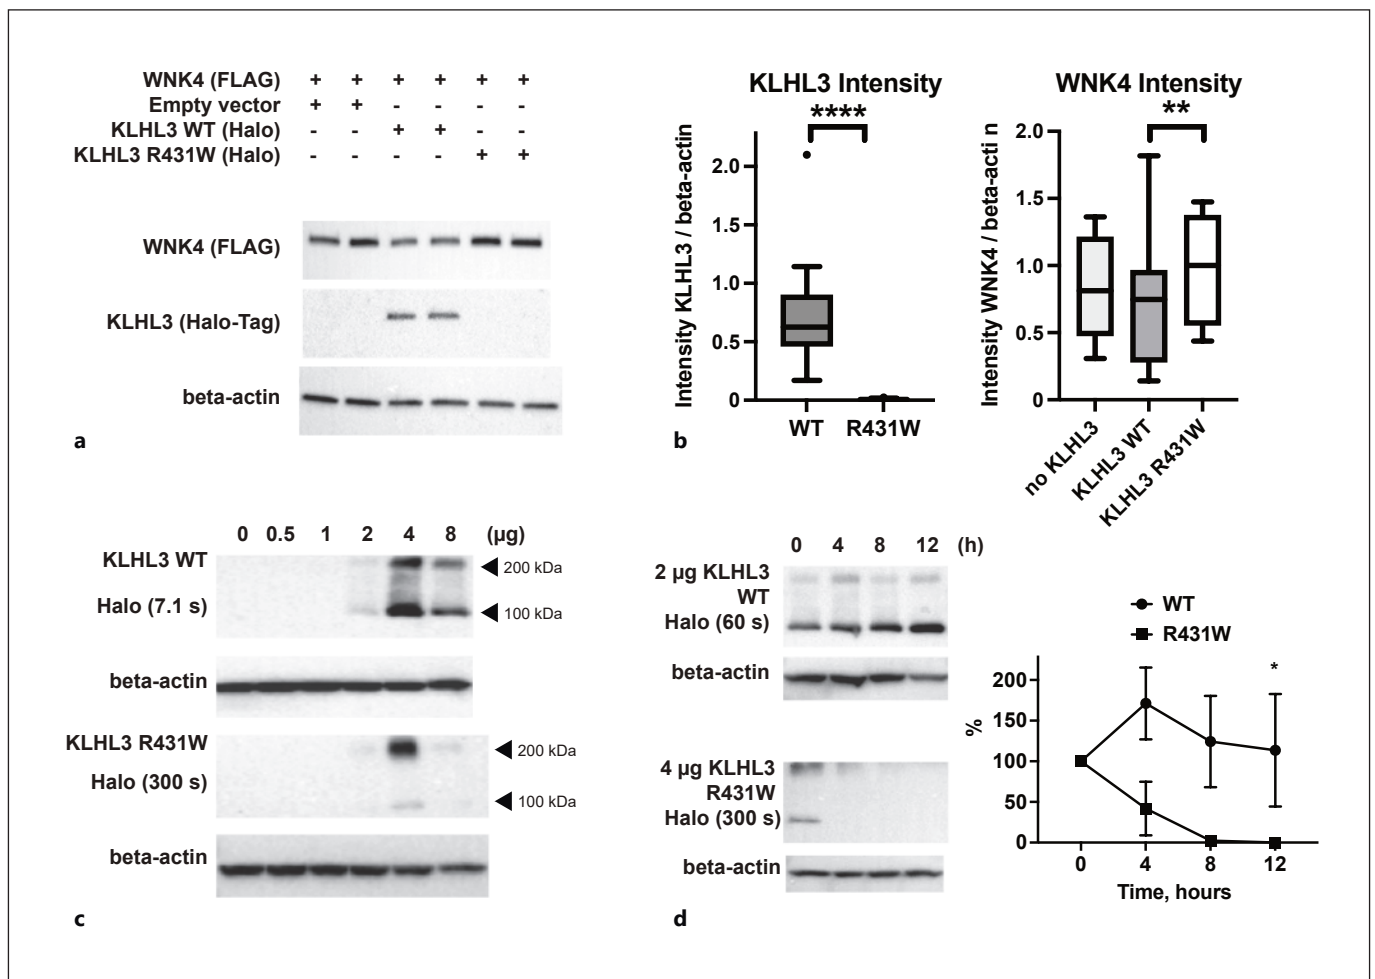 WNK4 (FLAG) + + + + + +
Empty vector + + - - - -
KLHL3 WT (Halo) - - + + - -
KLHL3 R431W (Halo) - - - - + +
WNK4 (FLAG)
KLHL3 (Halo-Tag)
beta-actin
a
KLHL3 Intensity
****
Intensity KLHL3 / beta-actin
2.0
1.5
1.0
0.5
0
WT R431W
b
WNK4 Intensity
**
Intensity WNK4 / beta-acti n
2.0
1.5
1.0
0.5
0
no KLHL3
KLHL3 WT
KLHL3 R431W
0 0.5 1 2 4 8 (µg)
KLHL3 WT
200 kDa
Halo (7.1 s)
100 kDa
beta-actin
KLHL3 R431W
200 kDa
Halo (300 s)
100 kDa
beta-actin
c
0 4 8 12 (h)
2 µg KLHL3
WT
Halo (60 s)
beta-actin
4 µg KLHL3
R431W
Halo (300 s)
beta-actin
d
WT
R431W
*
%
200
150
100
50
0
0 4 8 12
Time, hours